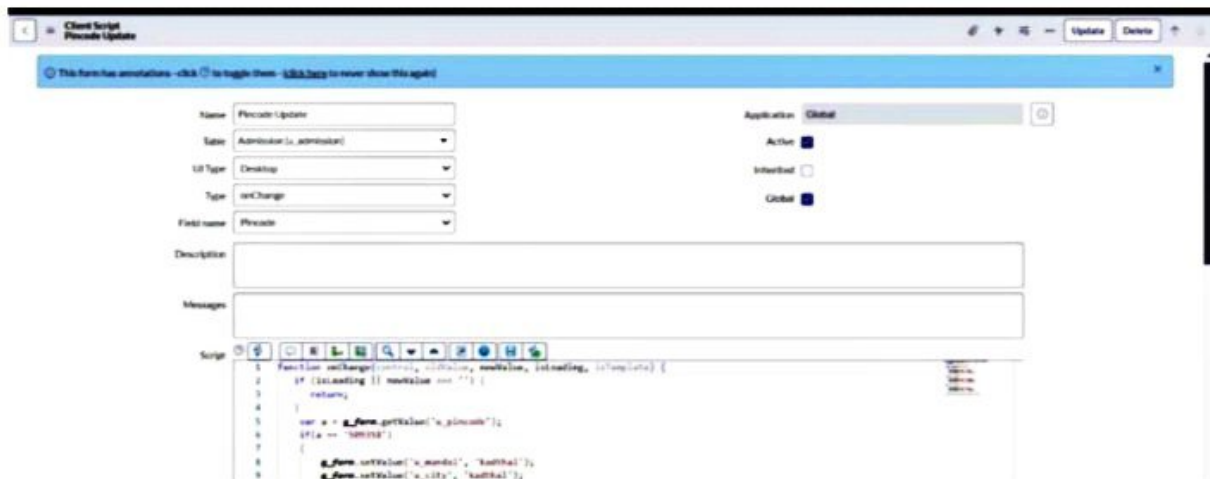 Client Script
Pincode Update
Update
Delete
This form has annotations - click to toggle them - (click here to never show this again)
Name
Pincode Update
Application
Global
Table
Admission [u_admission]
Active
UI Type
Desktop
Inherited
Type
onChange
Global
Field name
Pincode
Description
Messages
Script
1 function onChange(control, oldValue, newValue, isLoading, isTemplate) {
2 if (isLoading || newValue === '') {
3 return;
4 }
5 var a = g_form.getValue("u_pincode");
6 if(a ==
7 {
8 g_form.setValue('u_mandal', 'kadthal');
9 g_form.setValue('u_city', 'kadthal');